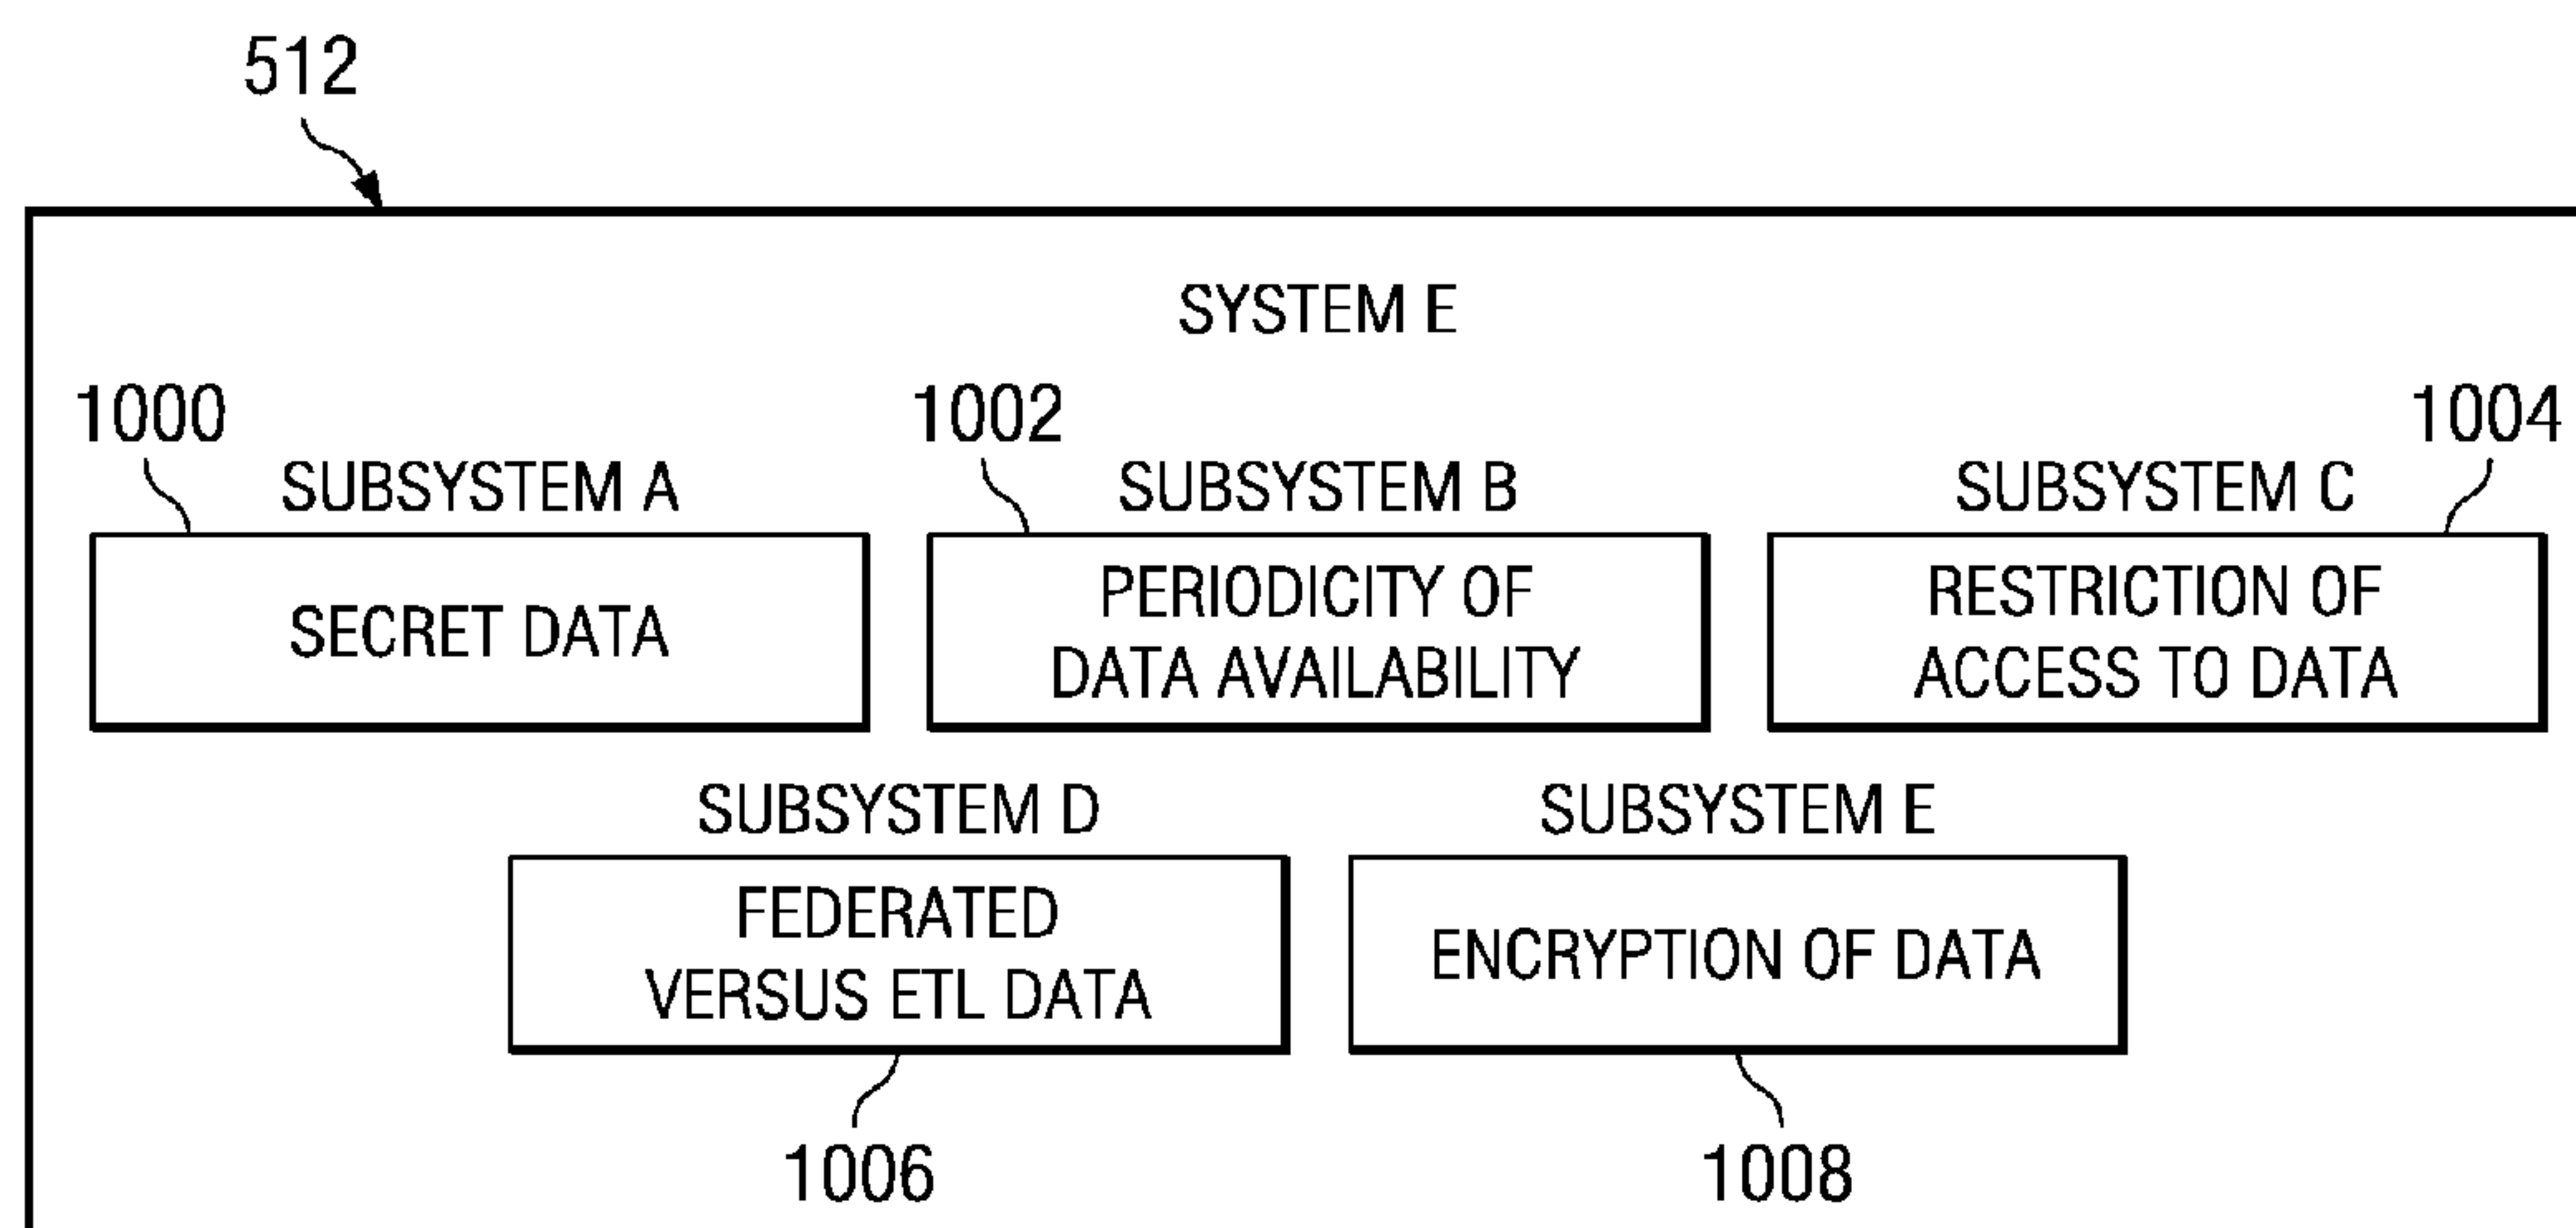 512
SYSTEM E
1000
1002
1004
SUBSYSTEM A
SUBSYSTEM B
SUBSYSTEM C
SECRET DATA
PERIODICITY OF
DATA AVAILABILITY
RESTRICTION OF
ACCESS TO DATA
SUBSYSTEM D
SUBSYSTEM E
FEDERATED
VERSUS ETL DATA
ENCRYPTION OF DATA
1006
1008